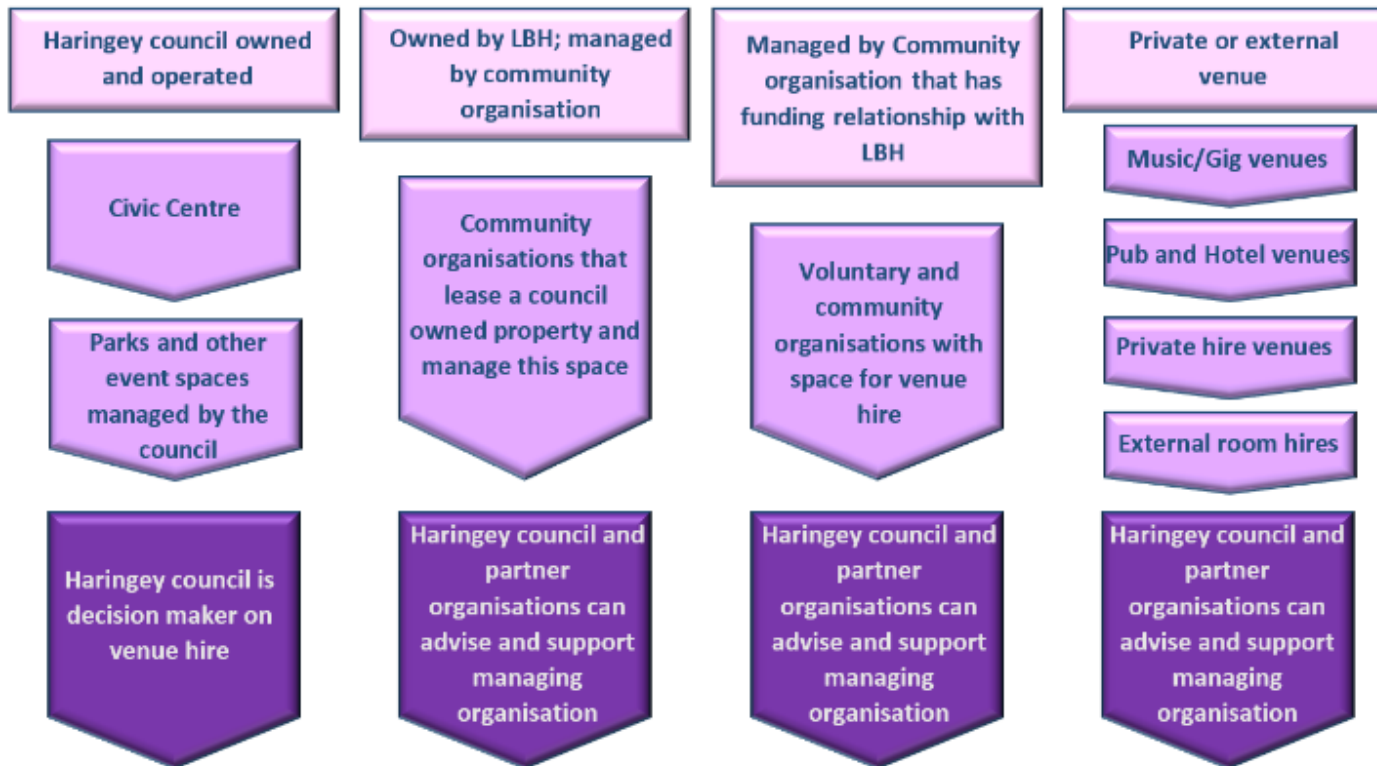 Haringey council owned
and operated
Civic Centre
Parks and other
event spaces
managed by the
council
Haringey council is
decision maker on
venue hire
Owned by LBH; managed
by community
organisation
Community
organisations that
lease a council
owned property and
manage this space
Haringey council and
partner
organisations can
advise and support
managing
organisation
Managed by Community
organisation that has
funding relationship with
LBH
Voluntary and
community
organisations with
space for venue
hire
Haringey council and
partner
organisations can
advise and support
managing
organisation
Private or external
venue
Music/Gig venues
Pub and Hotel venues
Private hire venues
External room hires
Haringey council and
partner
organisations can
advise and support
managing
organisation